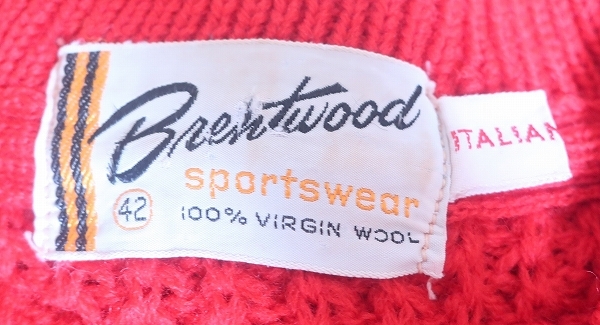 Brentwood
sportswear
42 100% VIRGIN WOOL
ITALIAN